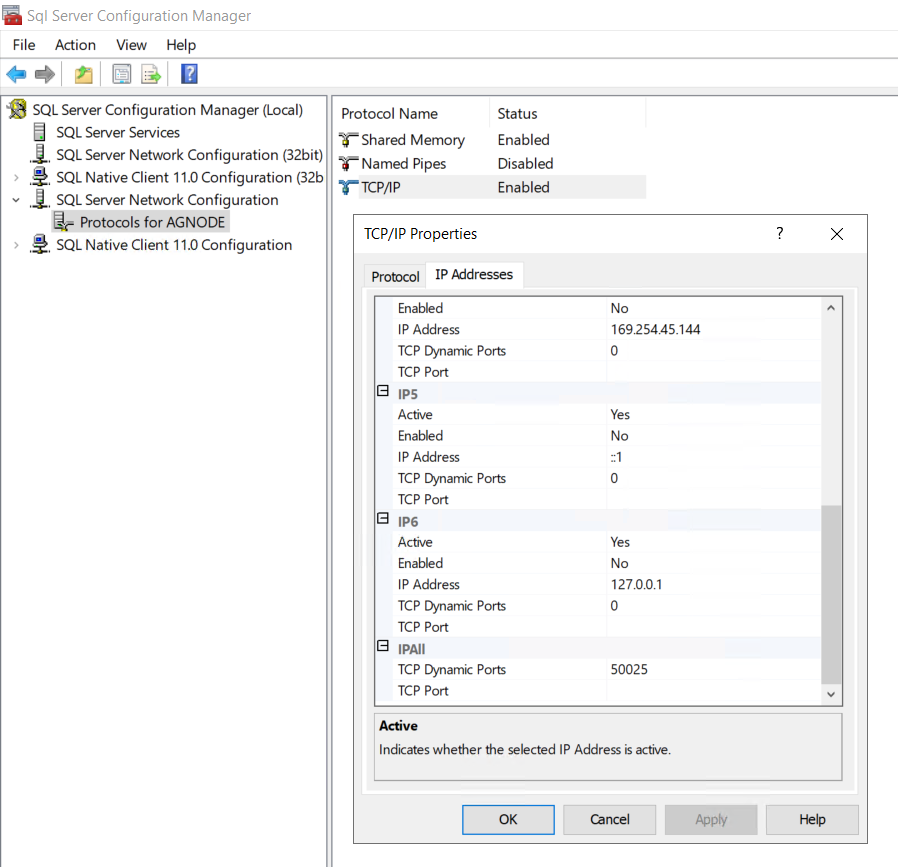 Sql Server Configuration Manager
File Action View Help
SQL Server Configuration Manager (Local)
SQL Server Services
SQL Server Network Configuration (32bit)
SQL Native Client 11.0 Configuration (32b
SQL Server Network Configuration
Protocols for AGNODE
SQL Native Client 11.0 Configuration
Protocol Name Status
Shared Memory Enabled
Named Pipes Disabled
TCP/IP Enabled
TCP/IP Properties ?
Protocol IP Addresses
Enabled No
IP Address 169.254.45.144
TCP Dynamic Ports 0
TCP Port
IP5
Active Yes
Enabled No
IP Address ::1
TCP Dynamic Ports 0
TCP Port
IP6
Active Yes
Enabled No
IP Address 127.0.0.1
TCP Dynamic Ports 0
TCP Port
IPAll
TCP Dynamic Ports 50025
TCP Port
Active
Indicates whether the selected IP Address is active.
OK Cancel Apply Help